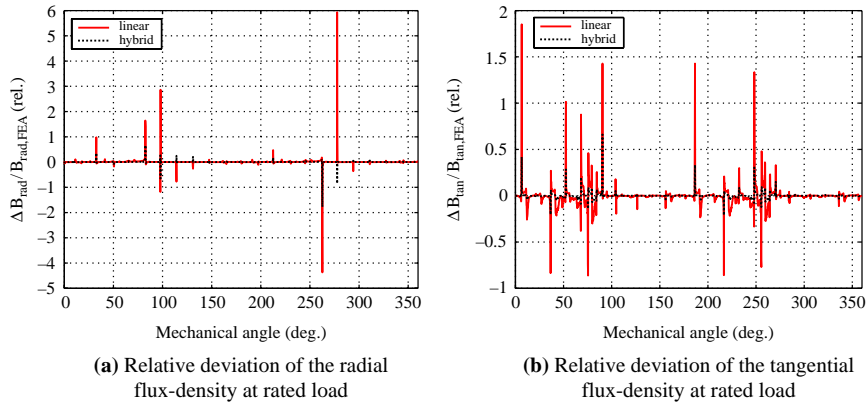 linear
hybrid
6
5
4
3
2
1
0
−1
−2
−3
−4
−5
0
50
100
150
200
250
300
350
ΔB_rad/B_rad,FEA (rel.)
Mechanical angle (deg.)
(a) Relative deviation of the radial
flux-density at rated load
linear
hybrid
2
1.5
1
0.5
0
−0.5
−1
0
50
100
150
200
250
300
350
ΔB_tan/B_tan,FEA (rel.)
Mechanical angle (deg.)
(b) Relative deviation of the tangential
flux-density at rated load